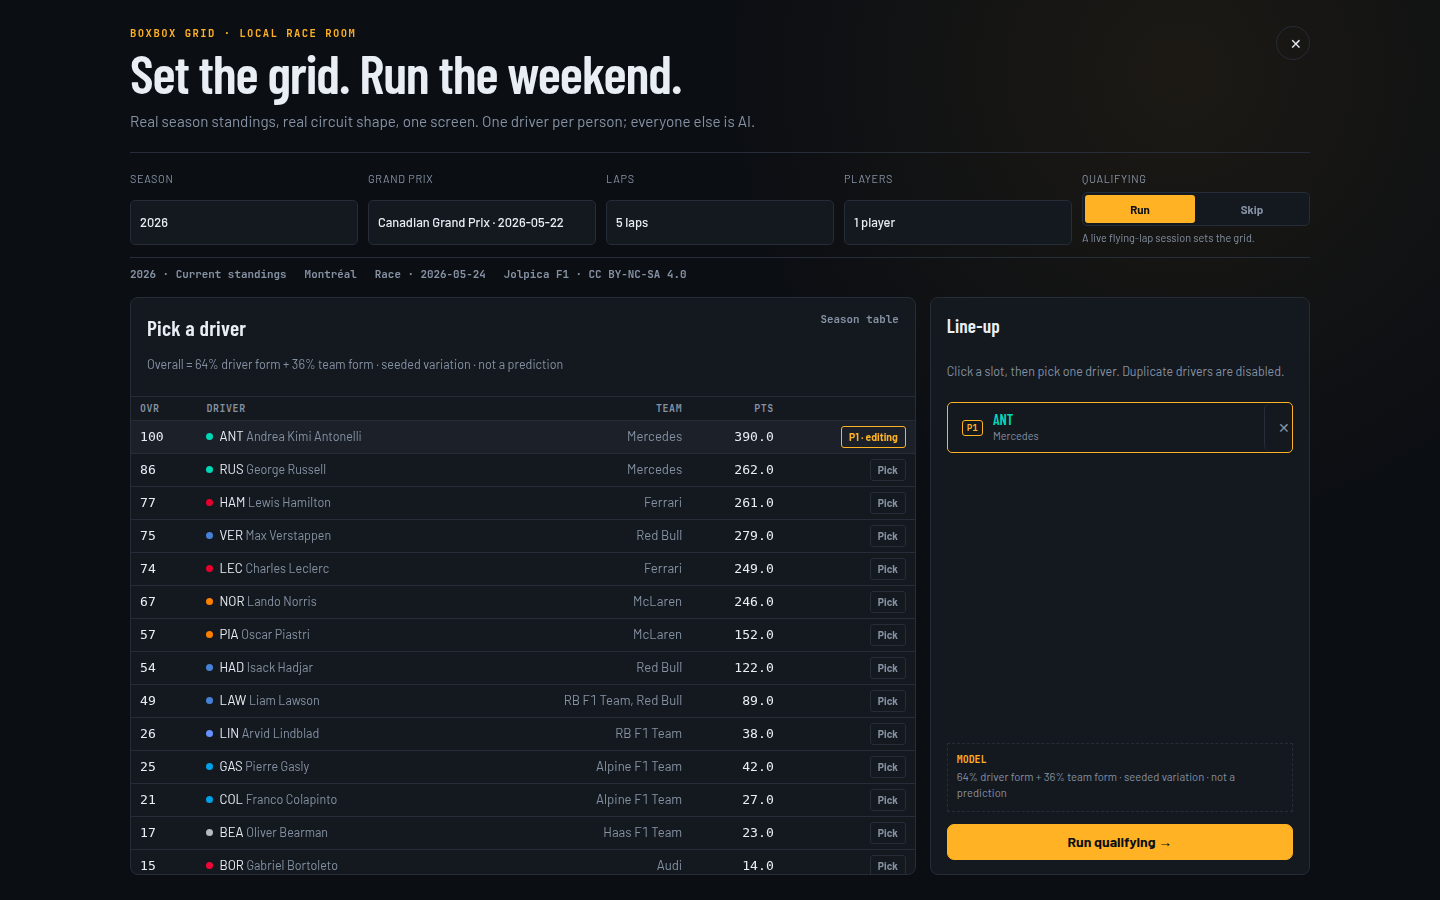 BOXBOX GRID · LOCAL RACE ROOM
✕
Set the grid. Run the weekend.
Real season standings, real circuit shape, one screen. One driver per person; everyone else is AI.
SEASON
GRAND PRIX
LAPS
PLAYERS
QUALIFYING
2026
Canadian Grand Prix · 2026-05-22
5 laps
1 player
Run
Skip
A live flying-lap session sets the grid.
2026 · Current standings Montréal Race · 2026-05-24 Jolpica F1 · CC BY-NC-SA 4.0
Pick a driver
Season table
Overall = 64% driver form + 36% team form · seeded variation · not a prediction
OVR DRIVER TEAM PTS
100 ANT Andrea Kimi Antonelli Mercedes 390.0 P1 · editing
86 RUS George Russell Mercedes 262.0 Pick
77 HAM Lewis Hamilton Ferrari 261.0 Pick
75 VER Max Verstappen Red Bull 279.0 Pick
74 LEC Charles Leclerc Ferrari 249.0 Pick
67 NOR Lando Norris McLaren 246.0 Pick
57 PIA Oscar Piastri McLaren 152.0 Pick
54 HAD Isack Hadjar Red Bull 122.0 Pick
49 LAW Liam Lawson RB F1 Team, Red Bull 89.0 Pick
26 LIN Arvid Lindblad RB F1 Team 38.0 Pick
25 GAS Pierre Gasly Alpine F1 Team 42.0 Pick
21 COL Franco Colapinto Alpine F1 Team 27.0 Pick
17 BEA Oliver Bearman Haas F1 Team 23.0 Pick
15 BOR Gabriel Bortoleto Audi 14.0 Pick
Line-up
Click a slot, then pick one driver. Duplicate drivers are disabled.
P1 ANT ✕
Mercedes
MODEL
64% driver form + 36% team form · seeded variation · not a
prediction
Run qualifying →